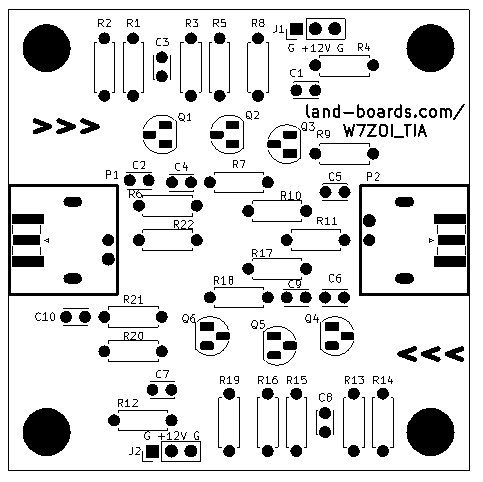 R2 R1 R3 R5 R8 J1
C3 G +12V G R4
C1
land-boards.com/
>>> Q1 Q2 Q3 W7ZOI_TIA
R9
P1 C2 C4 R7 C5 P2
R6 R10
R22 R11
R17
R18 C9 C6
C10 R21
Q6 Q5 Q4
R20
<<<
C7 R19 R16 R15 R13 R14
R12 C8
G +12V G
J2